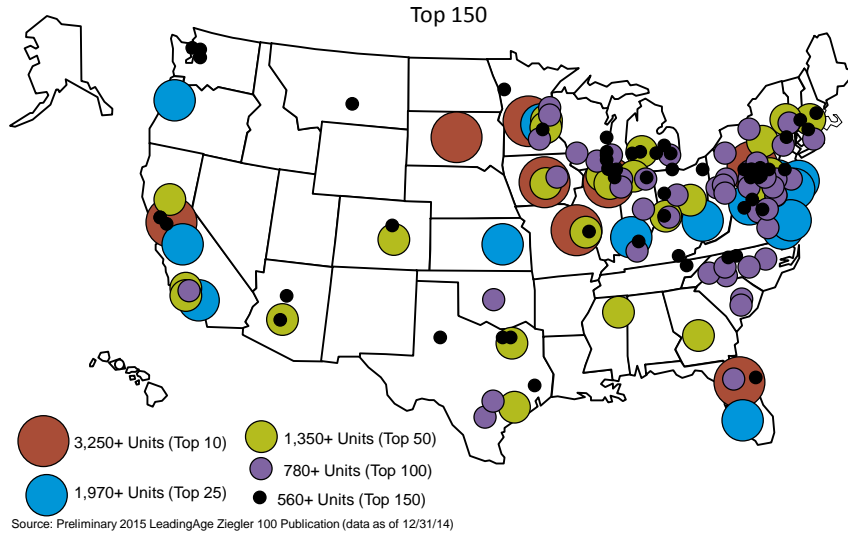 Top 150
3,250+ Units (Top 10)
1,970+ Units (Top 25)
1,350+ Units (Top 50)
780+ Units (Top 100)
560+ Units (Top 150)
Source: Preliminary 2015 LeadingAge Ziegler 100 Publication (data as of 12/31/14)